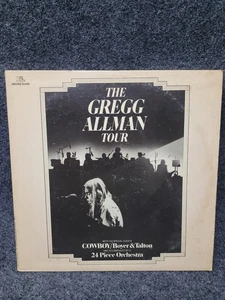 THE
GREGG
ALLMAN
TOUR
COWBOY/Boyer & Talton
24 Piece Orchestra